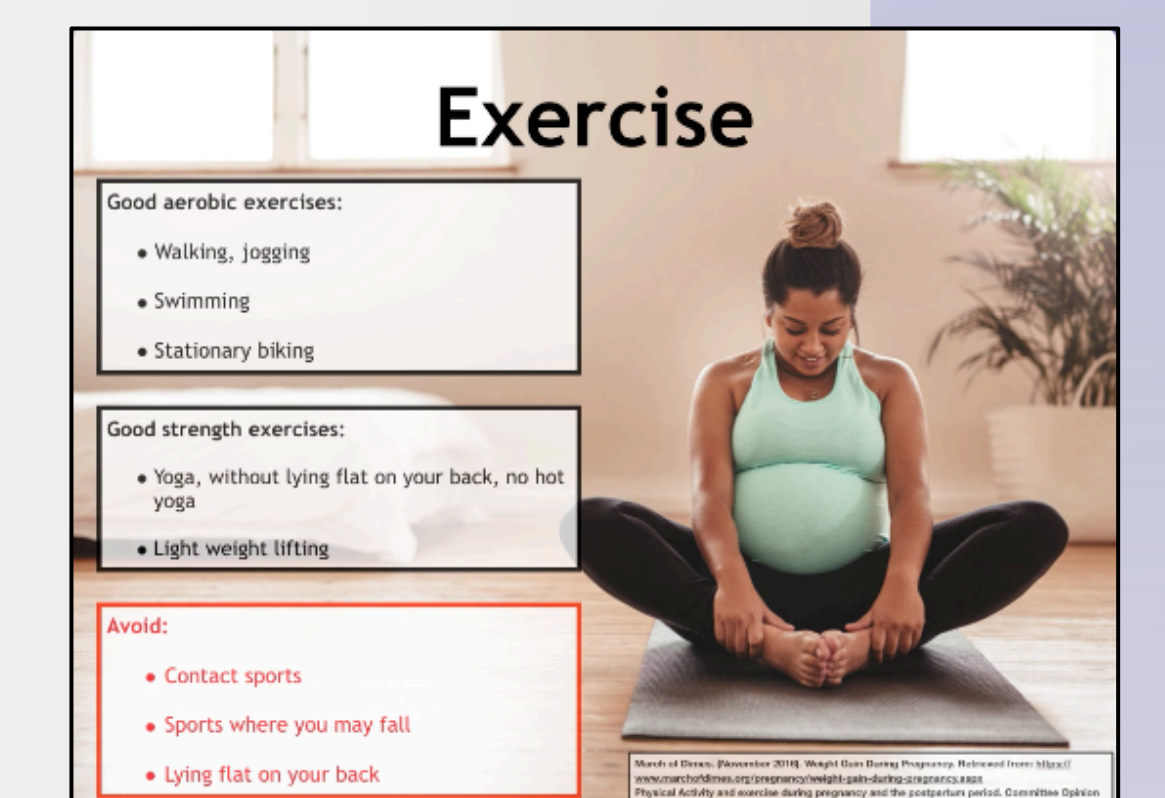 Exercise
Good aerobic exercises:
• Walking, jogging
• Swimming
• Stationary biking
Good strength exercises:
• Yoga, without lying flat on your back, no hot
yoga
• Light weight lifting
Avoid:
• Contact sports
• Sports where you may fall
• Lying flat on your back
March of Dimes. (November 2016). Weight Gain During Pregnancy. Retrieved from: https://
www.marchofdimes.org/pregnancy/weight-gain-during-pregnancy.aspx
Physical Activity and exercise during pregnancy and the postpartum period. Committee Opinion